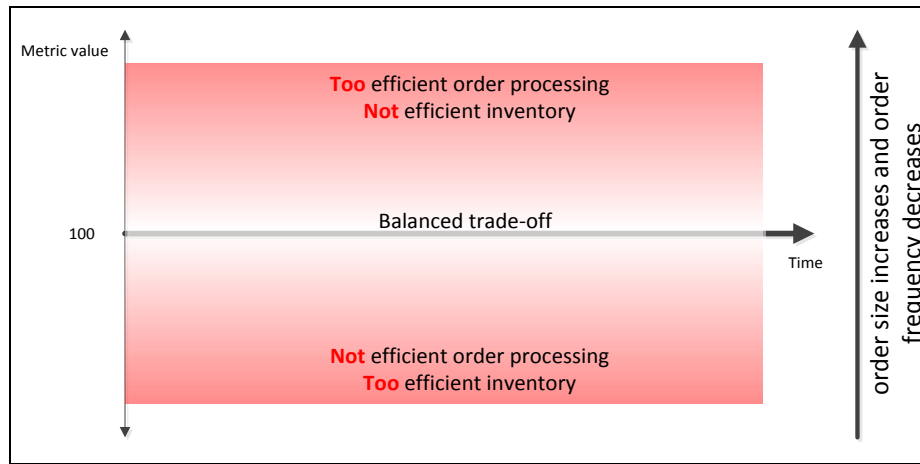 Metric value
Too efficient order processing
Not efficient inventory
Balanced trade-off
100
Time
Not efficient order processing
Too efficient inventory
order size increases and order
frequency decreases